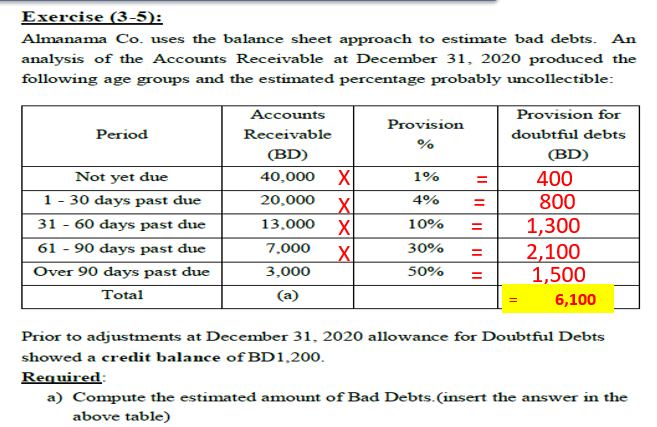 Exercise (3-5):
Almanama Co. uses the balance sheet approach to estimate bad debts. An
analysis of the Accounts Receivable at December 31, 2020 produced the
following age groups and the estimated percentage probably uncollectible:
Period Accounts Receivable (BD) Provision % Provision for doubtful debts (BD)
Not yet due 40,000 X 1% = 400
1 - 30 days past due 20,000 X 4% = 800
31 - 60 days past due 13,000 X 10% = 1,300
61 - 90 days past due 7,000 X 30% = 2,100
Over 90 days past due 3,000 50% = 1,500
Total (a) = 6,100
Prior to adjustments at December 31, 2020 allowance for Doubtful Debts
showed a credit balance of BD1,200.
Required:
a) Compute the estimated amount of Bad Debts.(insert the answer in the
above table)